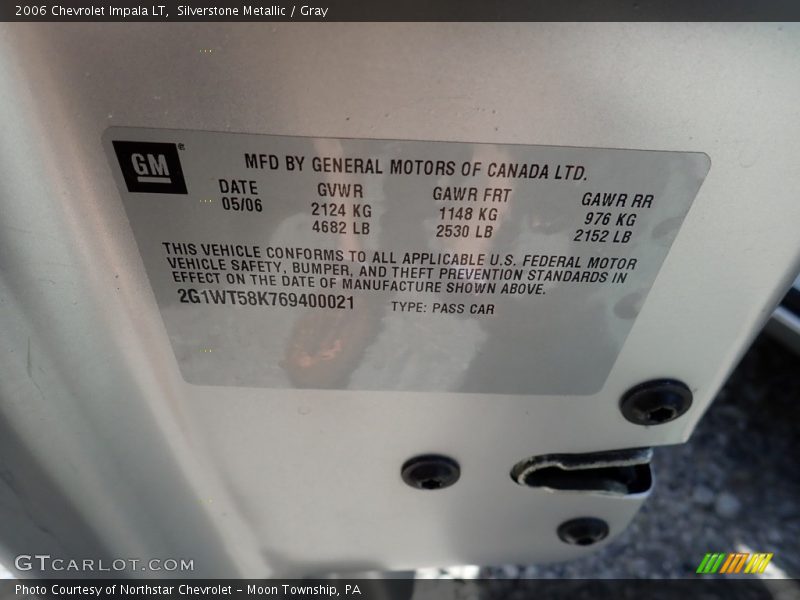 2006 Chevrolet Impala LT,  Silverstone Metallic / Gray
GM
MFD BY GENERAL MOTORS OF CANADA LTD.
DATE GVWR GAWR FRT GAWR RR
05/06 2124 KG 1148 KG 976 KG
4682 LB 2530 LB 2152 LB
THIS VEHICLE CONFORMS TO ALL APPLICABLE U.S. FEDERAL MOTOR
VEHICLE SAFETY, BUMPER, AND THEFT PREVENTION STANDARDS IN
EFFECT ON THE DATE OF MANUFACTURE SHOWN ABOVE.
2G1WT58K769400021 TYPE: PASS CAR
GTCARLOT.COM
Photo Courtesy of Northstar Chevrolet – Moon Township, PA